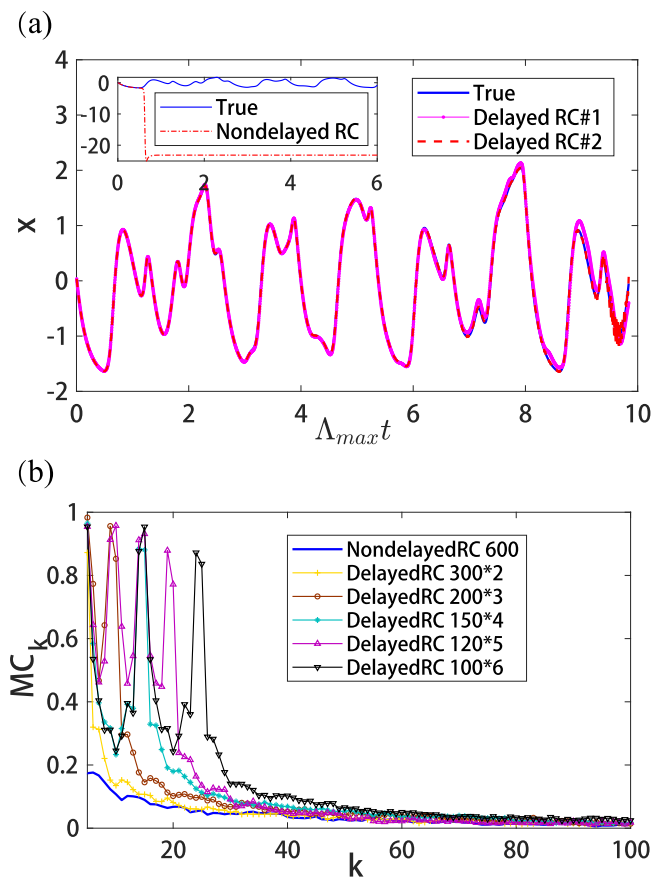 (a)
4
3
2
1
0
-1
-2
x
0
-10
-20
True
Nondelayed RC
0
2
4
6
True
Delayed RC#1
Delayed RC#2
0
2
4
6
8
10
Λmax t
(b)
1
0.8
0.6
0.4
0.2
0
MCk
NondelayedRC 600
DelayedRC 300*2
DelayedRC 200*3
DelayedRC 150*4
DelayedRC 120*5
DelayedRC 100*6
20
40
60
80
100
k